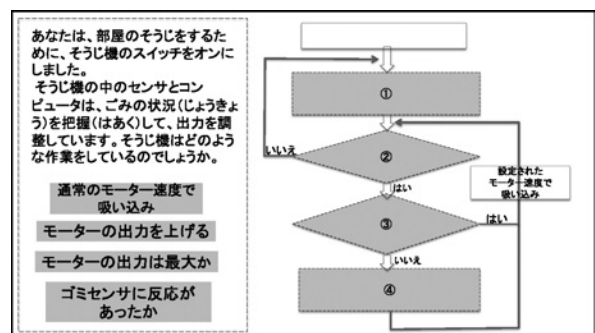 あなたは、部屋のそうじをする
ために、そうじ機のスイッチをオンに
しました。
そうじ機の中のセンサとコン
ピュータは、ごみの状況(じょうきょ
う)を把握(はあく)して、出力を調
整しています。そうじ機はどのよう
な作業をしているのでしょうか。
通常のモーター速度で
吸い込み
モーターの出力を上げる
モーターの出力は最大か
ゴミセンサに反応が
あったか
①
いいえ
②
はい
設定された
モーター速度で
吸い込み
③
はい
いいえ
④